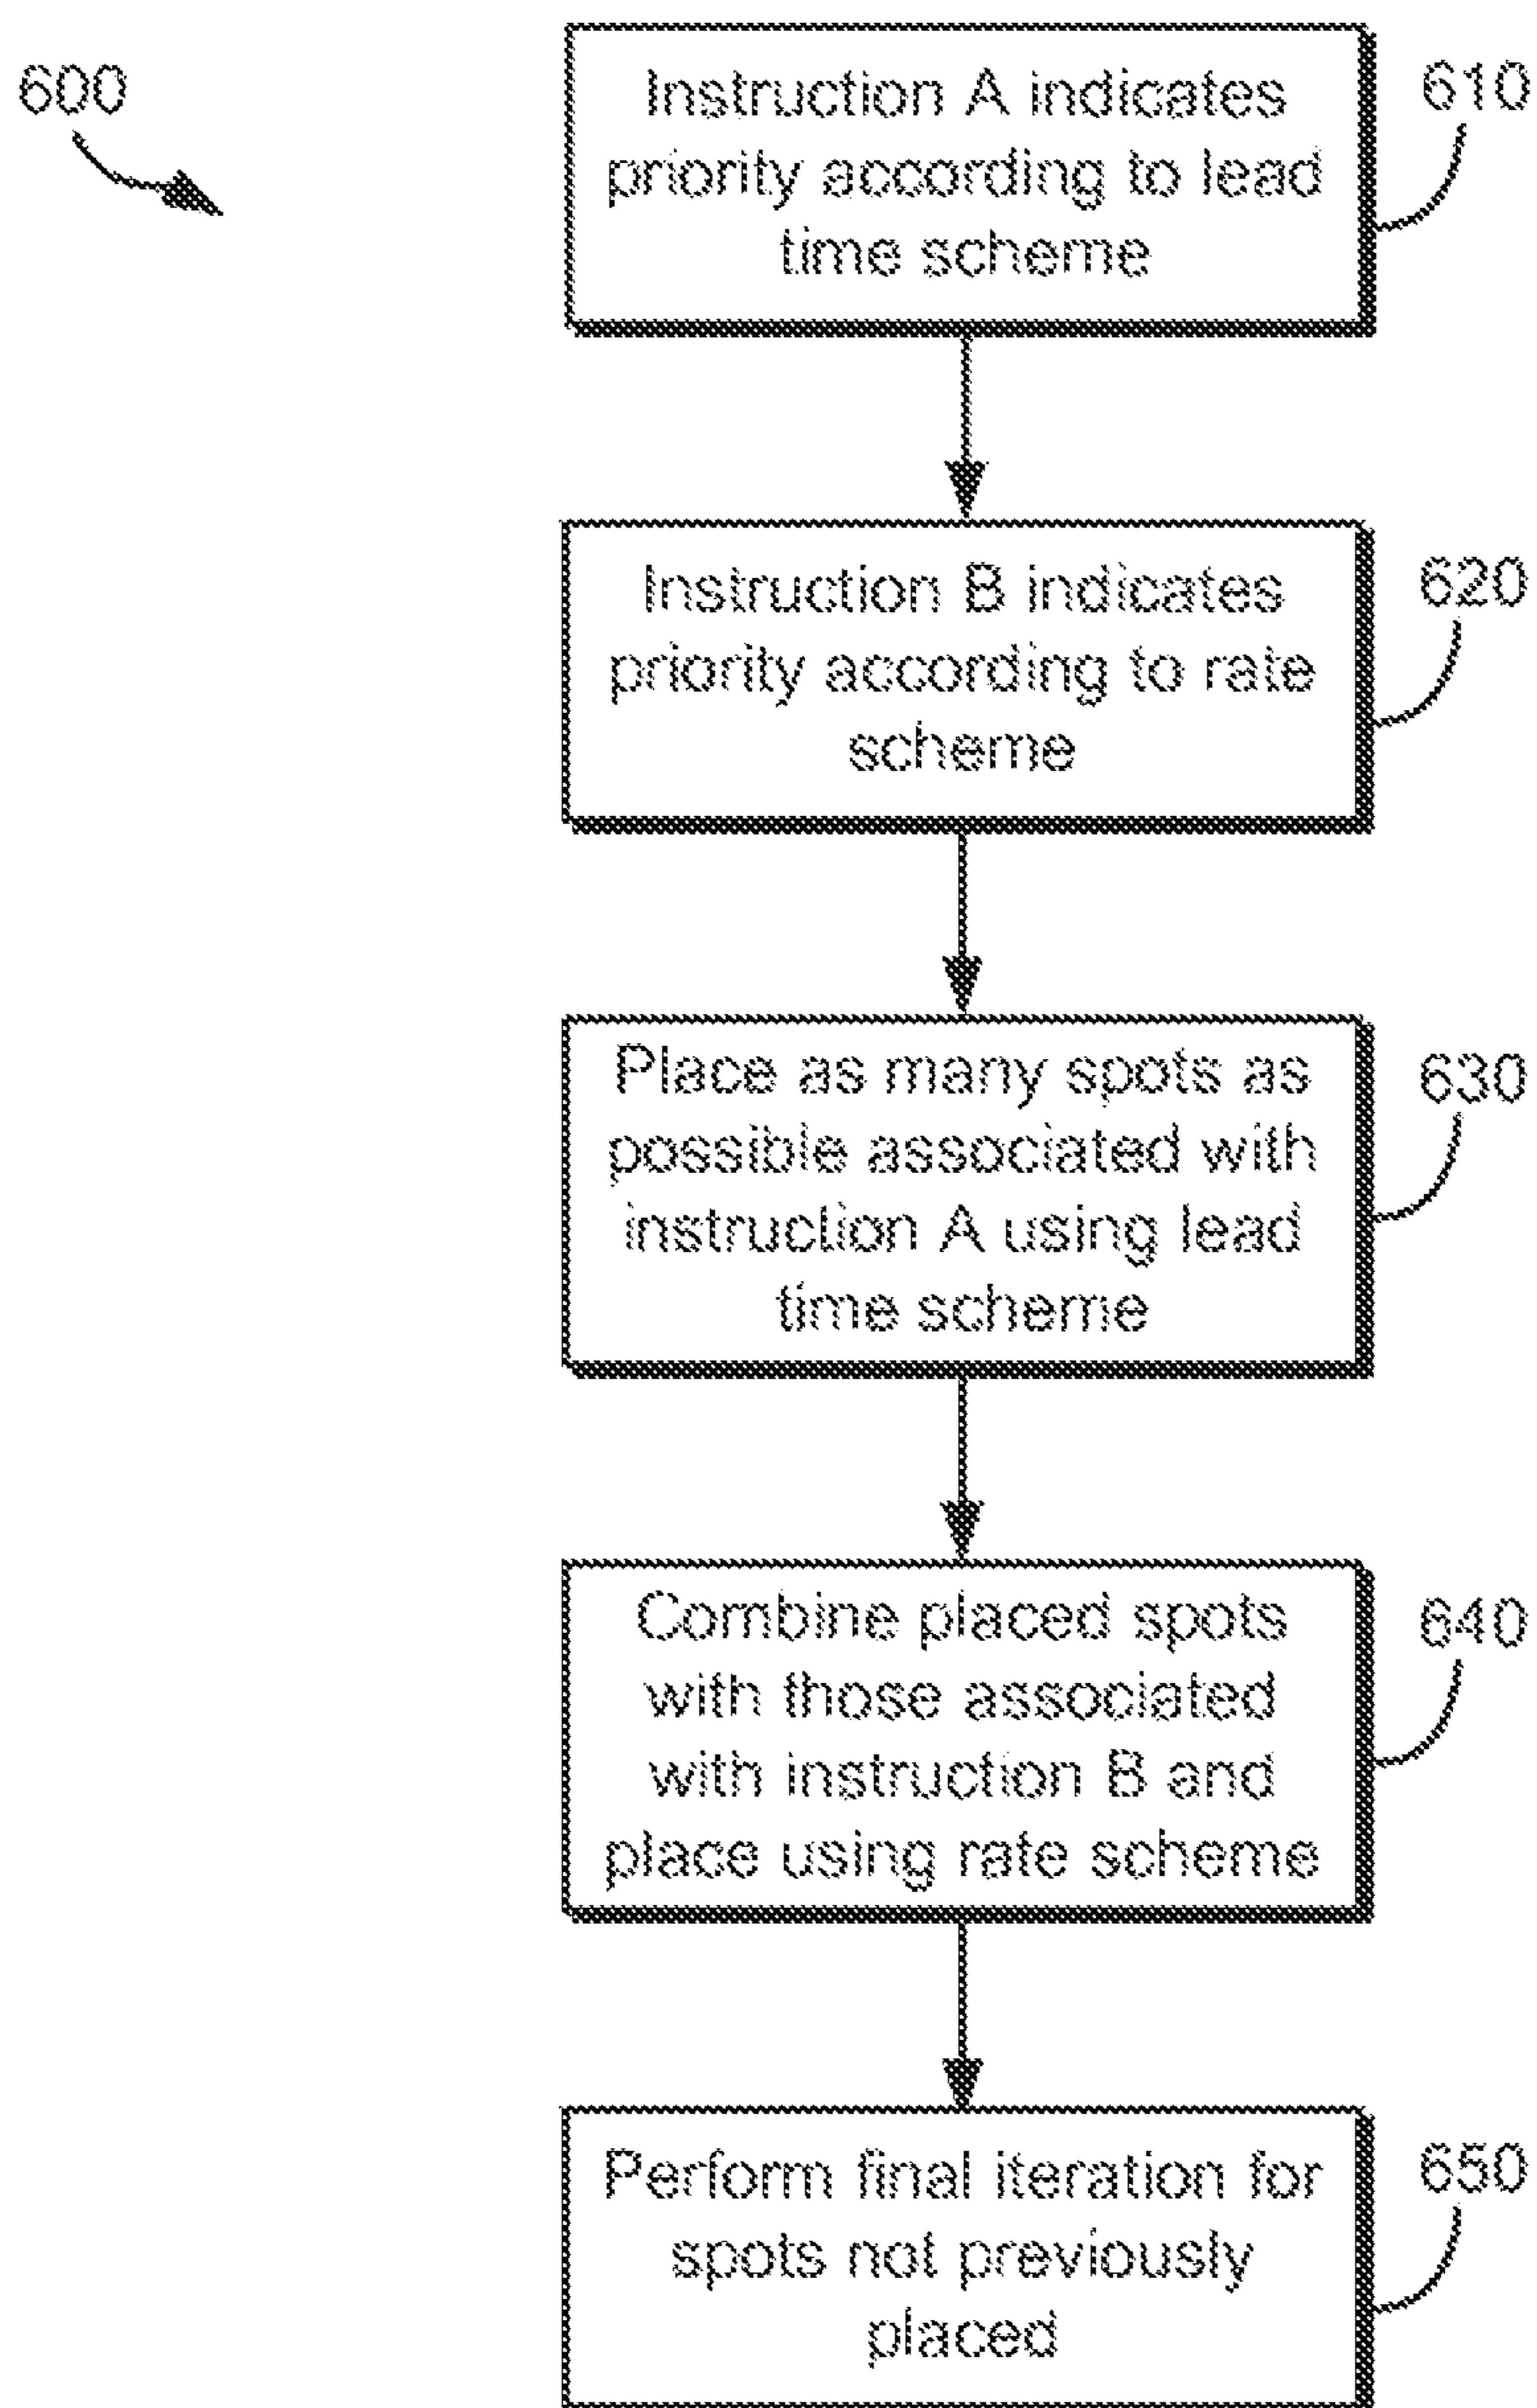 600
Instruction A indicates
priority according to lead
time scheme
610
Instruction B indicates
priority according to rate
scheme
620
Place as many spots as
possible associated with
instruction A using lead
time scheme
630
Combine placed spots
with those associated
with instruction B and
place using rate scheme
640
Perform final iteration for
spots not previously
placed
650